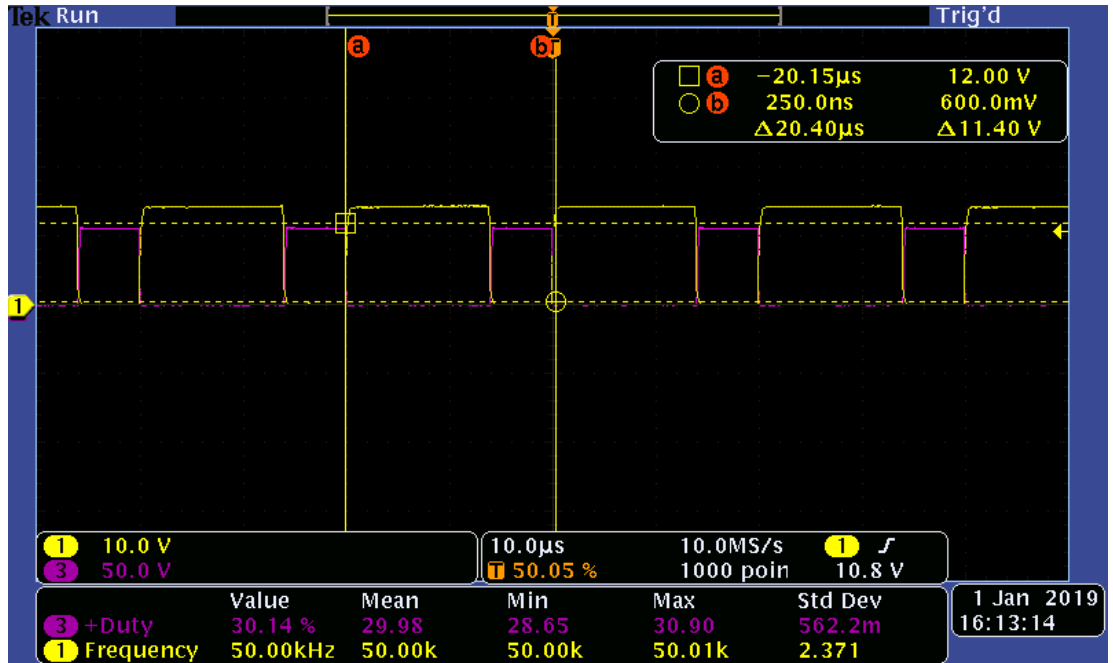 Tek Run T Trig'd
a b T
a −20.15µs 12.00 V
b 250.0ns 600.0mV
Δ20.40µs Δ11.40 V
1
1 10.0 V 10.0µs 10.0MS/s 1
3 50.0 V T 50.05 % 1000 poin 10.8 V
Value Mean Min Max Std Dev
3 +Duty 30.14 % 29.98 28.65 30.90 562.2m
1 Frequency 50.00kHz 50.00k 50.00k 50.01k 2.371
1 Jan 2019
16:13:14